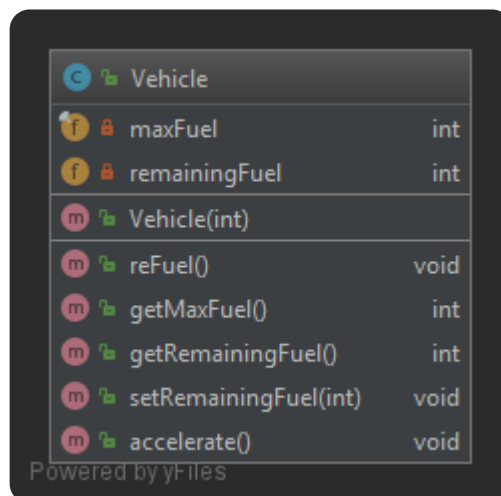 c Vehicle
f maxFuel int
f remainingFuel int
m Vehicle(int)
m reFuel() void
m getMaxFuel() int
m getRemainingFuel() int
m setRemainingFuel(int) void
m accelerate() void
Powered by yFiles